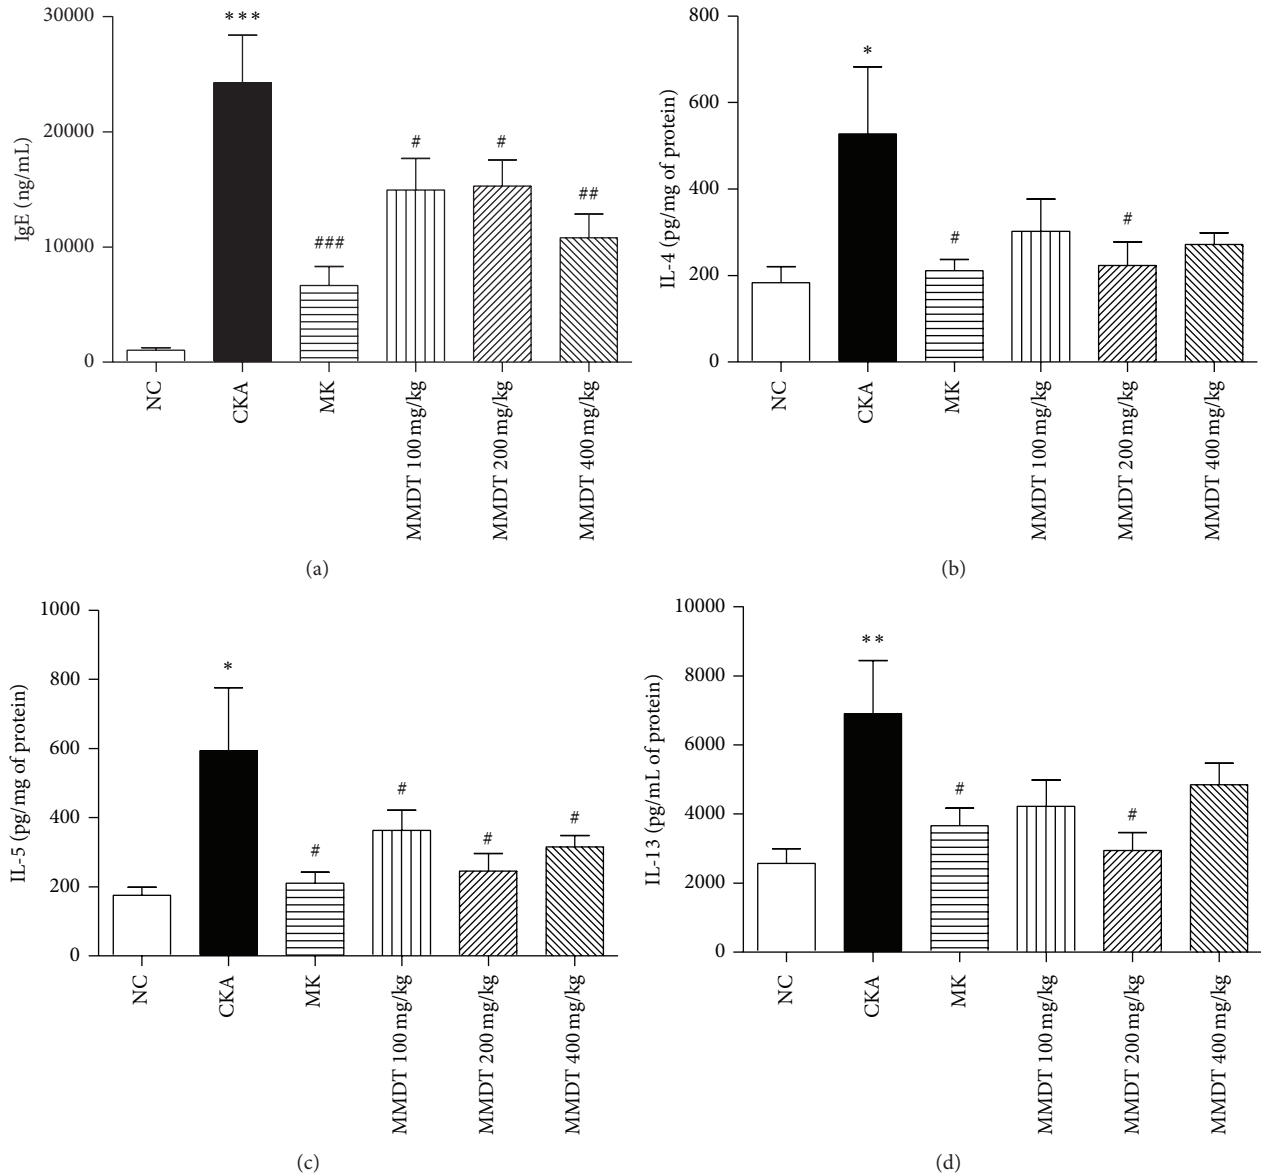 30000
20000
10000
0
IgE (ng/mL)
***
###
#
#
##
NC
CKA
MK
MMDT 100 mg/kg
MMDT 200 mg/kg
MMDT 400 mg/kg
(a)
800
600
400
200
0
IL-4 (pg/mg of protein)
*
#
#
NC
CKA
MK
MMDT 100 mg/kg
MMDT 200 mg/kg
MMDT 400 mg/kg
(b)
1000
800
600
400
200
0
IL-5 (pg/mg of protein)
*
#
#
#
#
NC
CKA
MK
MMDT 100 mg/kg
MMDT 200 mg/kg
MMDT 400 mg/kg
(c)
10000
8000
6000
4000
2000
0
IL-13 (pg/mL of protein)
**
#
#
NC
CKA
MK
MMDT 100 mg/kg
MMDT 200 mg/kg
MMDT 400 mg/kg
(d)